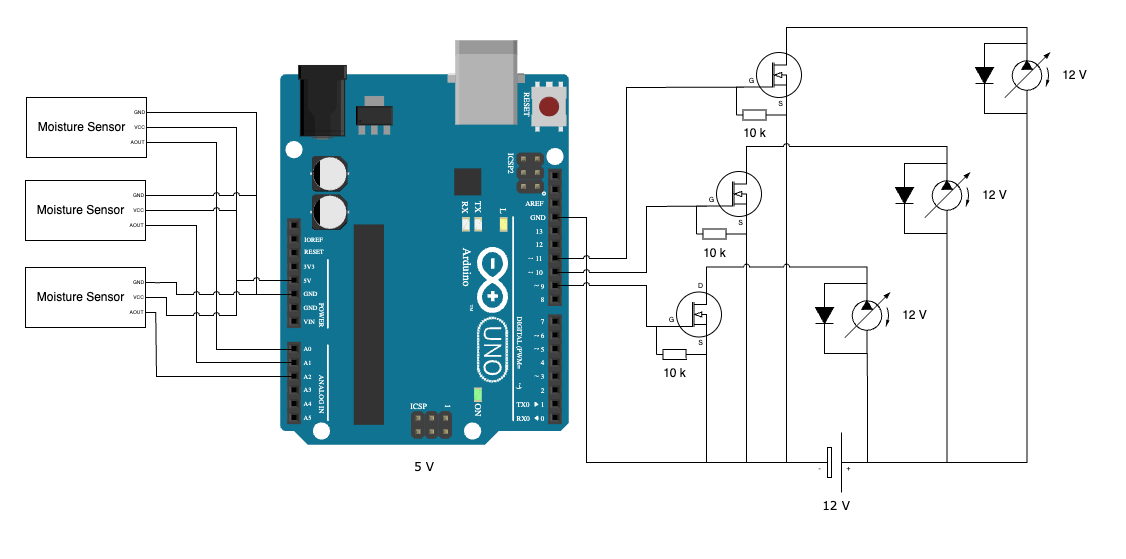 Moisture Sensor
GND
VCC
AOUT
Moisture Sensor
GND
VCC
AOUT
Moisture Sensor
GND
VCC
AOUT
RESET
ICSP2
IOREF
RESET
3V3
5V
GND
GND
VIN
POWER
A0
A1
A2
A3
A4
A5
ANALOG IN
RX
TX
L
Arduino
TM
UNO
ON
ICSP
1
AREF
GND
13
12
~ 11
~ 10
~ 9
8
7
~ 6
~ 5
4
~ 3
2
TX0 ▶ 1
RX0 ◀ 0
DIGITAL (PWM= ~)
5 V
G
S
10 k
12 V
G
S
10 k
12 V
D
G
S
10 k
12 V
-
+
12 V